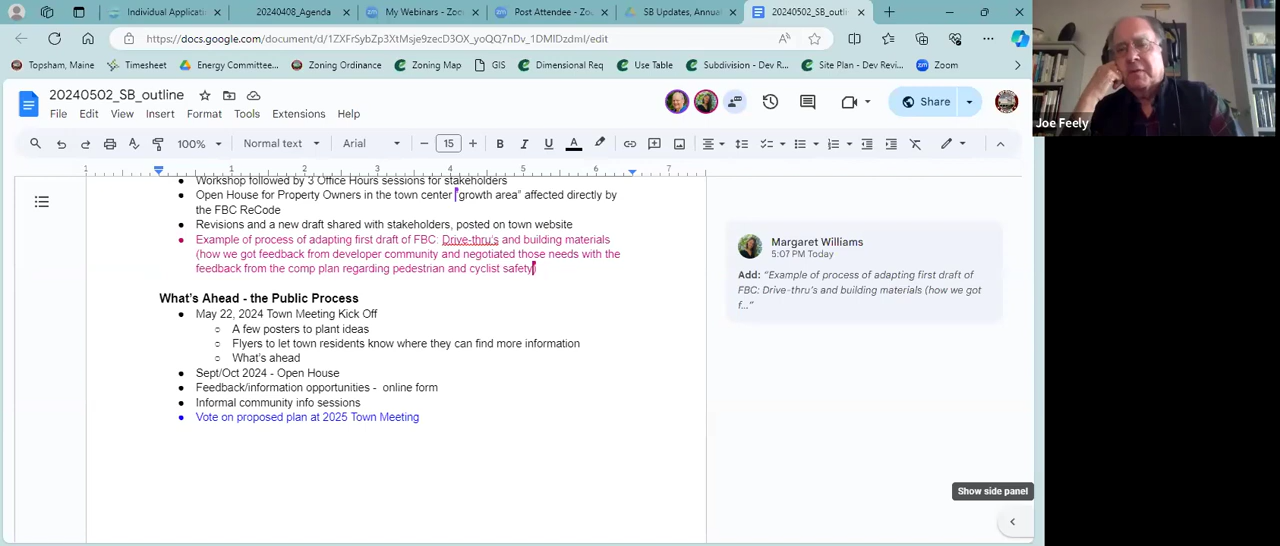 Individual Applicati
20240408_Agenda
My Webinars - Zoo
Post Attendee - Zo
SB Updates, Annual
20240502_SB_outli
https://docs.google.com/document/d/1ZXFrSybZp3XtMsje9zecD3OX_yoQQ7nDv_1DMIDzdmI/edit
Topsham, Maine
Timesheet
Energy Committee...
Zoning Ordinance
Zoning Map
GIS
Dimensional Req
Use Table
Subdivision - Dev R...
Site Plan - Dev Revi...
Zoom
Joe Feely
20240502_SB_outline
File Edit View Insert Format Tools Extensions Help
Share
100% Normal text Arial 15
1 1 2 3 4 5 6 7
Workshop followed by 3 Office Hours sessions for stakeholders
Open House for Property Owners in the town center "growth area" affected directly by
the FBC ReCode
Revisions and a new draft shared with stakeholders, posted on town website
Example of process of adapting first draft of FBC: Drive-thru's and building materials
(how we got feedback from developer community and negotiated those needs with the
feedback from the comp plan regarding pedestrian and cyclist safety)
What's Ahead - the Public Process
May 22, 2024 Town Meeting Kick Off
A few posters to plant ideas
Flyers to let town residents know where they can find more information
What's ahead
Sept/Oct 2024 - Open House
Feedback/information opportunities - online form
Informal community info sessions
Vote on proposed plan at 2025 Town Meeting
Margaret Williams
5:07 PM Today
Add: "Example of process of adapting first draft of
FBC: Drive-thru's and building materials (how we got
f..."
Show side panel